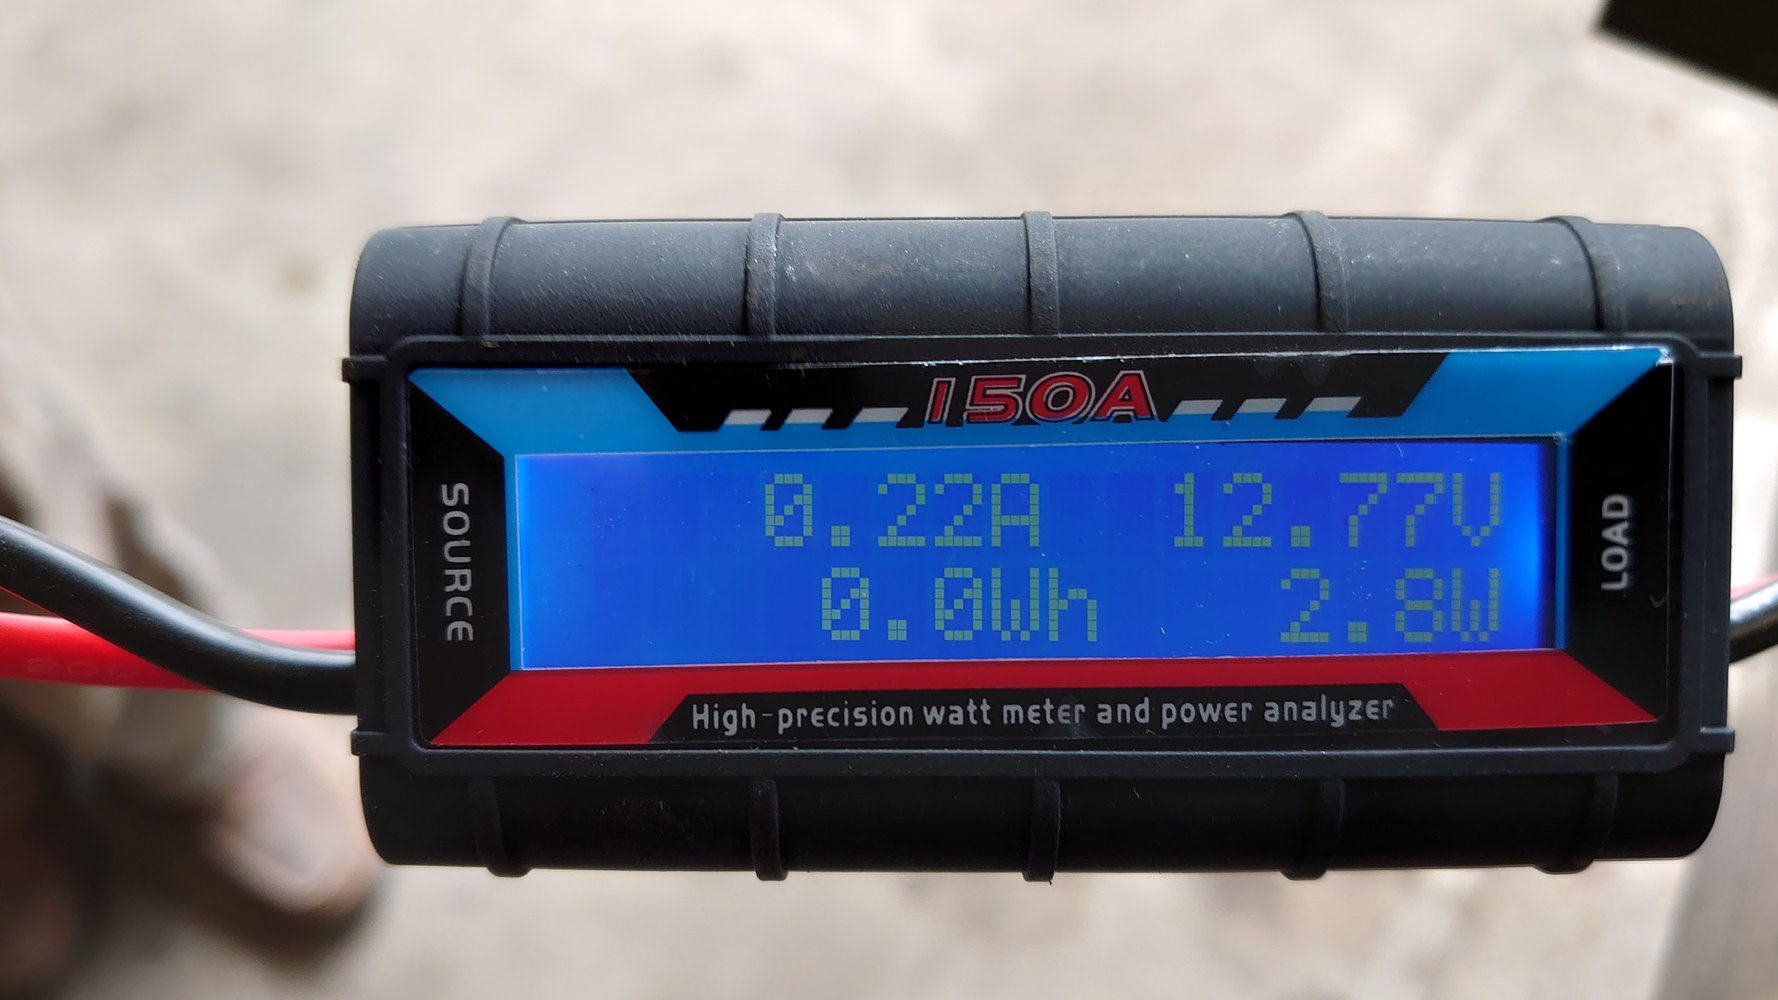 150A
SOURCE
0.22A 12.77V
0.0Wh 2.8W
LOAD
High-precision watt meter and power analyzer